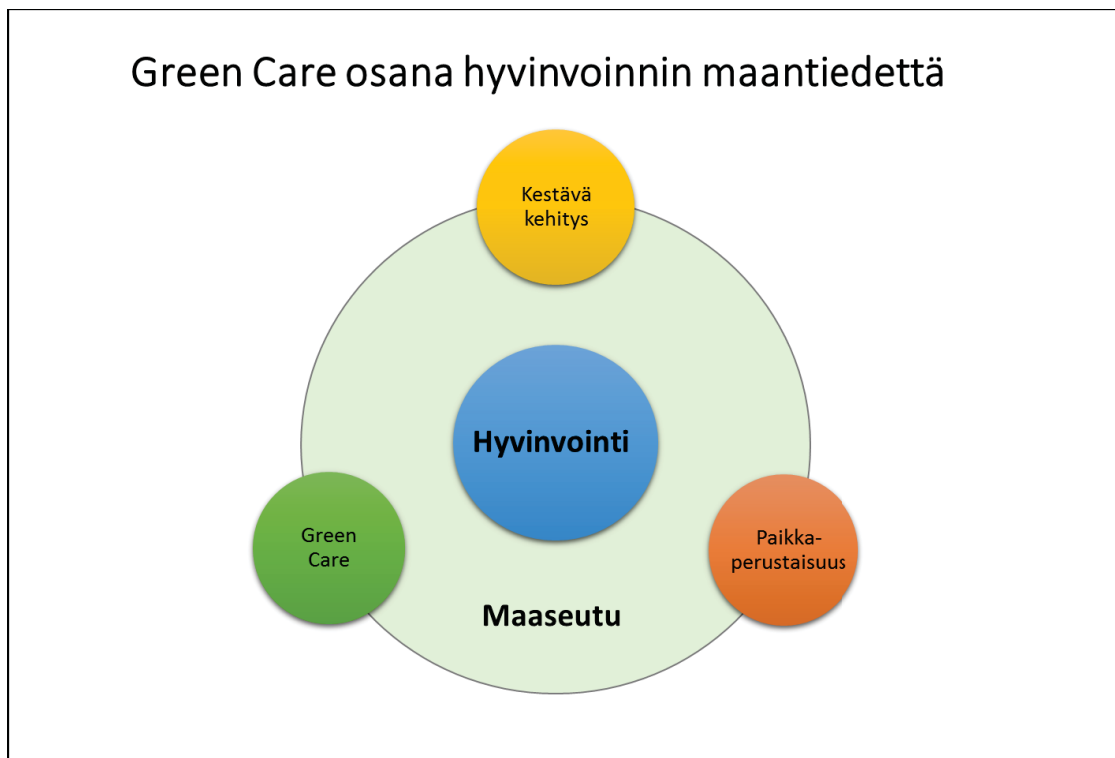 Green Care osana hyvinvoinnin maantiedettä
Kestävä
kehitys
Hyvinvointi
Green
Care
Paikka-
perustaisuus
Maaseutu